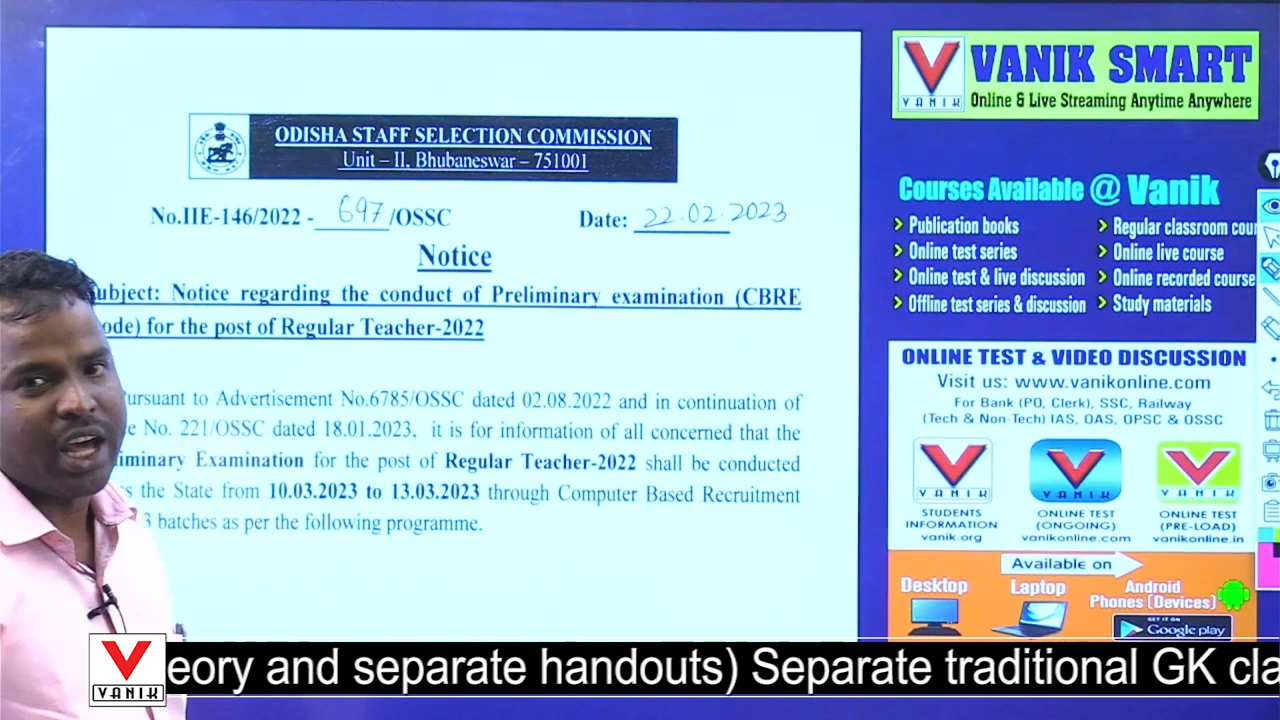 ODISHA STAFF SELECTION COMMISSION
Unit – II, Bhubaneswar – 751001
No.IIE-146/2022 - 697/OSSC Date: 22.02.2023
Notice
ubject: Notice regarding the conduct of Preliminary examination (CBRE
ode) for the post of Regular Teacher-2022
ursuant to Advertisement No.6785/OSSC dated 02.08.2022 and in continuation of
e No. 221/OSSC dated 18.01.2023, it is for information of all concerned that the
liminary Examination for the post of Regular Teacher-2022 shall be conducted
s the State from 10.03.2023 to 13.03.2023 through Computer Based Recruitment
3 batches as per the following programme.
VANIK
VANIK SMART
Online & Live Streaming Anytime Anywhere
Courses Available @ Vanik
> Publication books
> Online test series
> Online test & live discussion
> Offline test series & discussion
> Regular classroom cour
> Online live course
> Online recorded course
> Study materials
ONLINE TEST & VIDEO DISCUSSION
Visit us: www.vanikonline.com
For Bank (PO, Clerk), SSC, Railway
(Tech & Non-Tech) IAS, OAS, OPSC & OSSC
VANIK VANIK VANIK
STUDENTS INFORMATION
vanik.org
ONLINE TEST (ONGOING)
vanikonline.com
ONLINE TEST (PRE-LOAD)
vanikonline.in
Available on
Desktop
Laptop
Android
Phones (Devices)
GET IT ON
Google play
VANIK
eory and separate handouts) Separate traditional GK cla